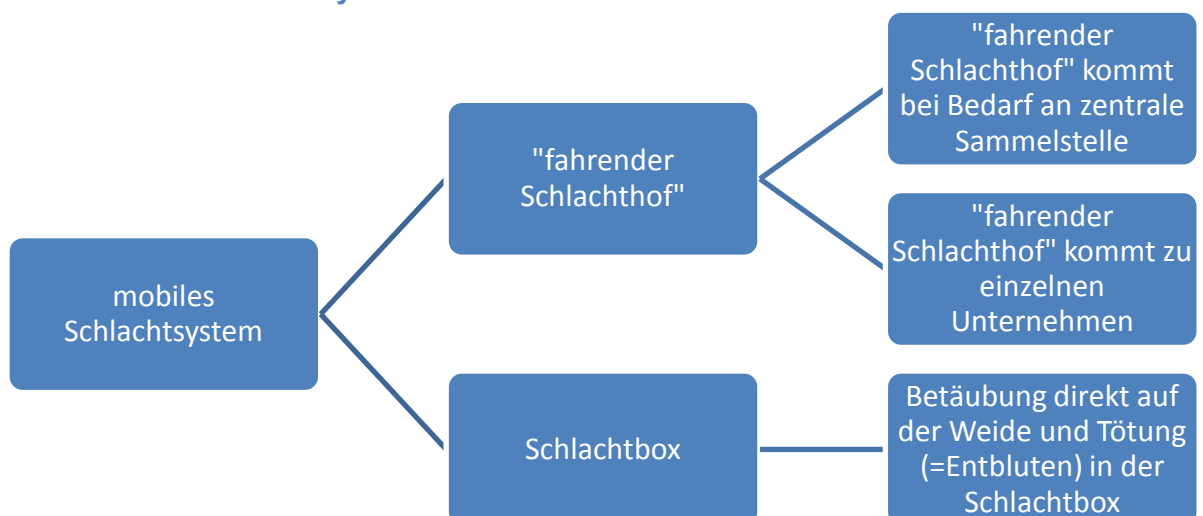 mobiles
Schlachtsystem
"fahrender
Schlachthof"
"fahrender
Schlachthof" kommt
bei Bedarf an zentrale
Sammelstelle
"fahrender
Schlachthof" kommt zu
einzelnen
Unternehmen
Schlachtbox
Betäubung direkt auf
der Weide und Tötung
(=Entbluten) in der
Schlachtbox